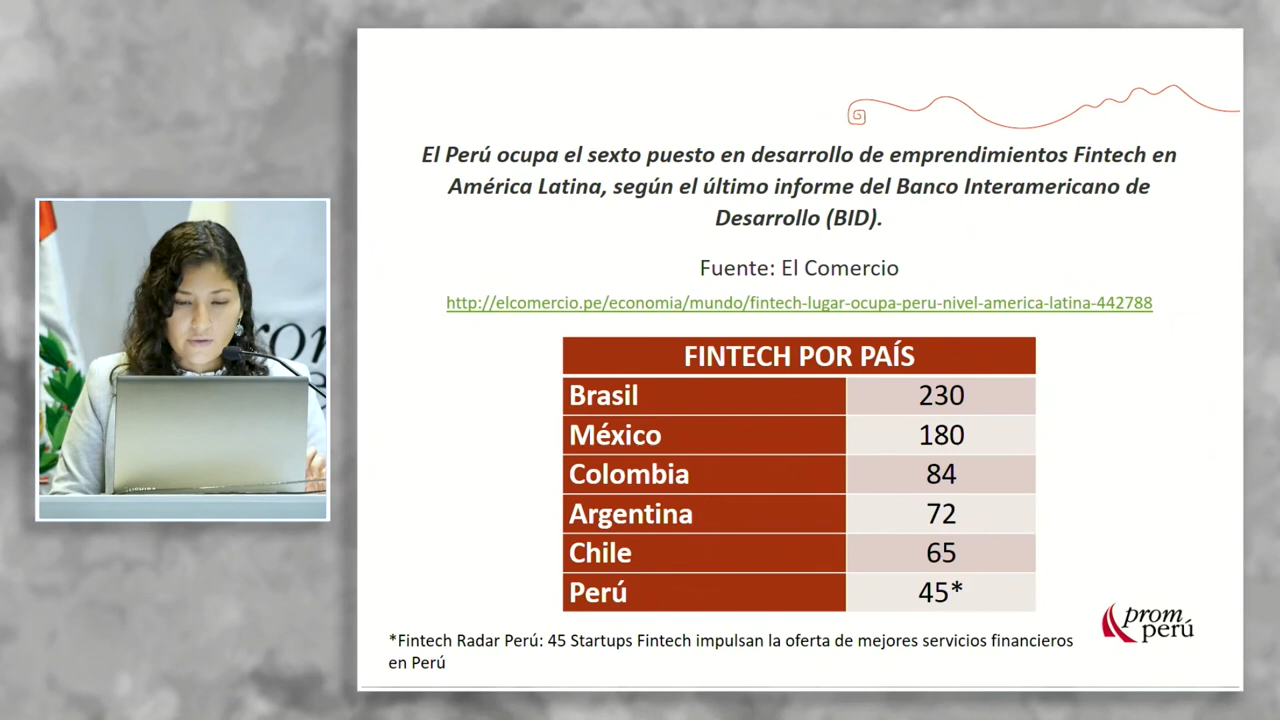 El Perú ocupa el sexto puesto en desarrollo de emprendimientos Fintech en
América Latina, según el último informe del Banco Interamericano de
Desarrollo (BID).
Fuente: El Comercio
http://elcomercio.pe/economia/mundo/fintech-lugar-ocupa-peru-nivel-america-latina-442788
FINTECH POR PAÍS
Brasil 230
México 180
Colombia 84
Argentina 72
Chile 65
Perú 45*
*Fintech Radar Perú: 45 Startups Fintech impulsan la oferta de mejores servicios financieros
en Perú
prom
perú